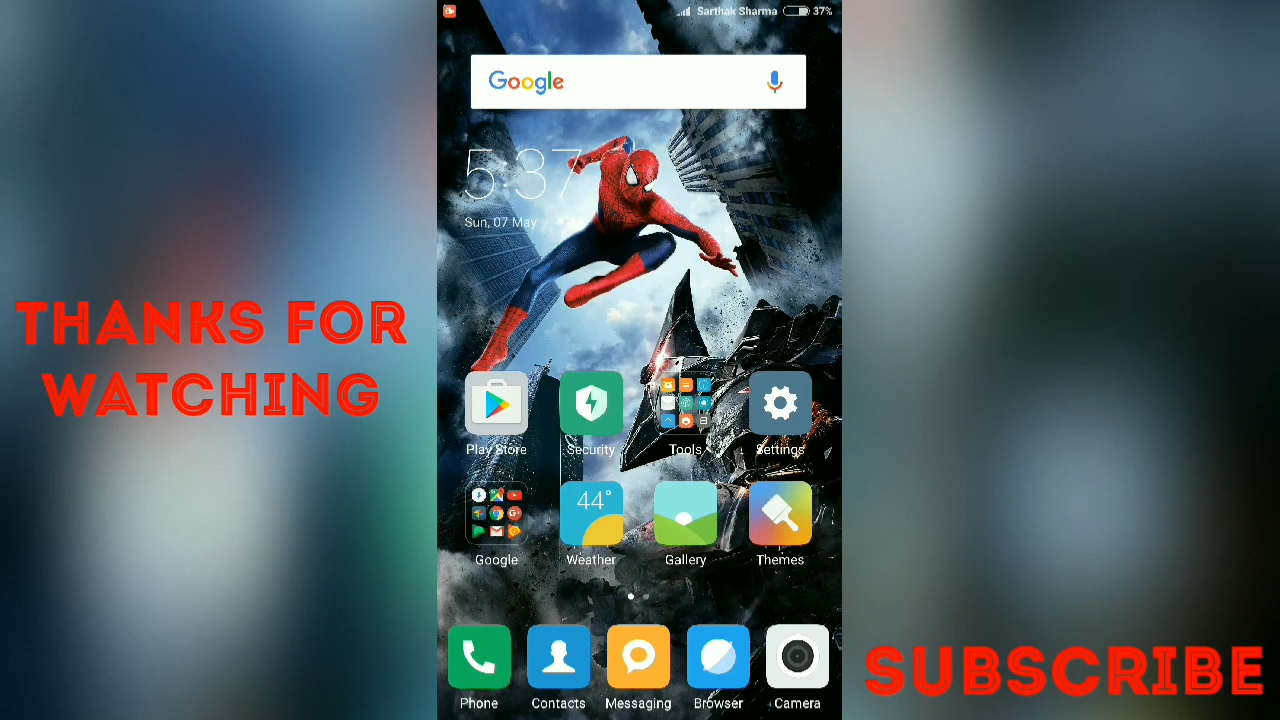 Sarthak Sharma 37%
Google
5:37
Sun, 07 May
THANKS FOR
WATCHING
Play Store Security Tools Settings
44°
Google Weather Gallery Themes
Phone Contacts Messaging Browser Camera
SUBSCRIBE